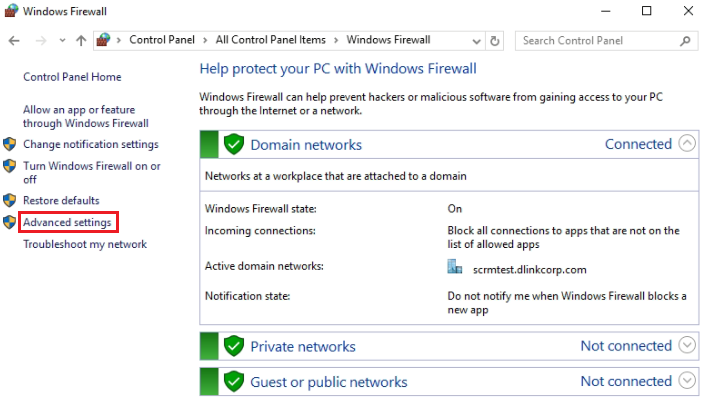 Windows Firewall
Control Panel > All Control Panel Items > Windows Firewall
Search Control Panel
Control Panel Home
Allow an app or feature
through Windows Firewall
Change notification settings
Turn Windows Firewall on or
off
Restore defaults
Advanced settings
Troubleshoot my network
Help protect your PC with Windows Firewall
Windows Firewall can help prevent hackers or malicious software from gaining access to your PC
through the Internet or a network.
Domain networks Connected
Networks at a workplace that are attached to a domain
Windows Firewall state: On
Incoming connections: Block all connections to apps that are not on the
list of allowed apps
Active domain networks: scrmtest.dlinkcorp.com
Notification state: Do not notify me when Windows Firewall blocks a
new app
Private networks Not connected
Guest or public networks Not connected